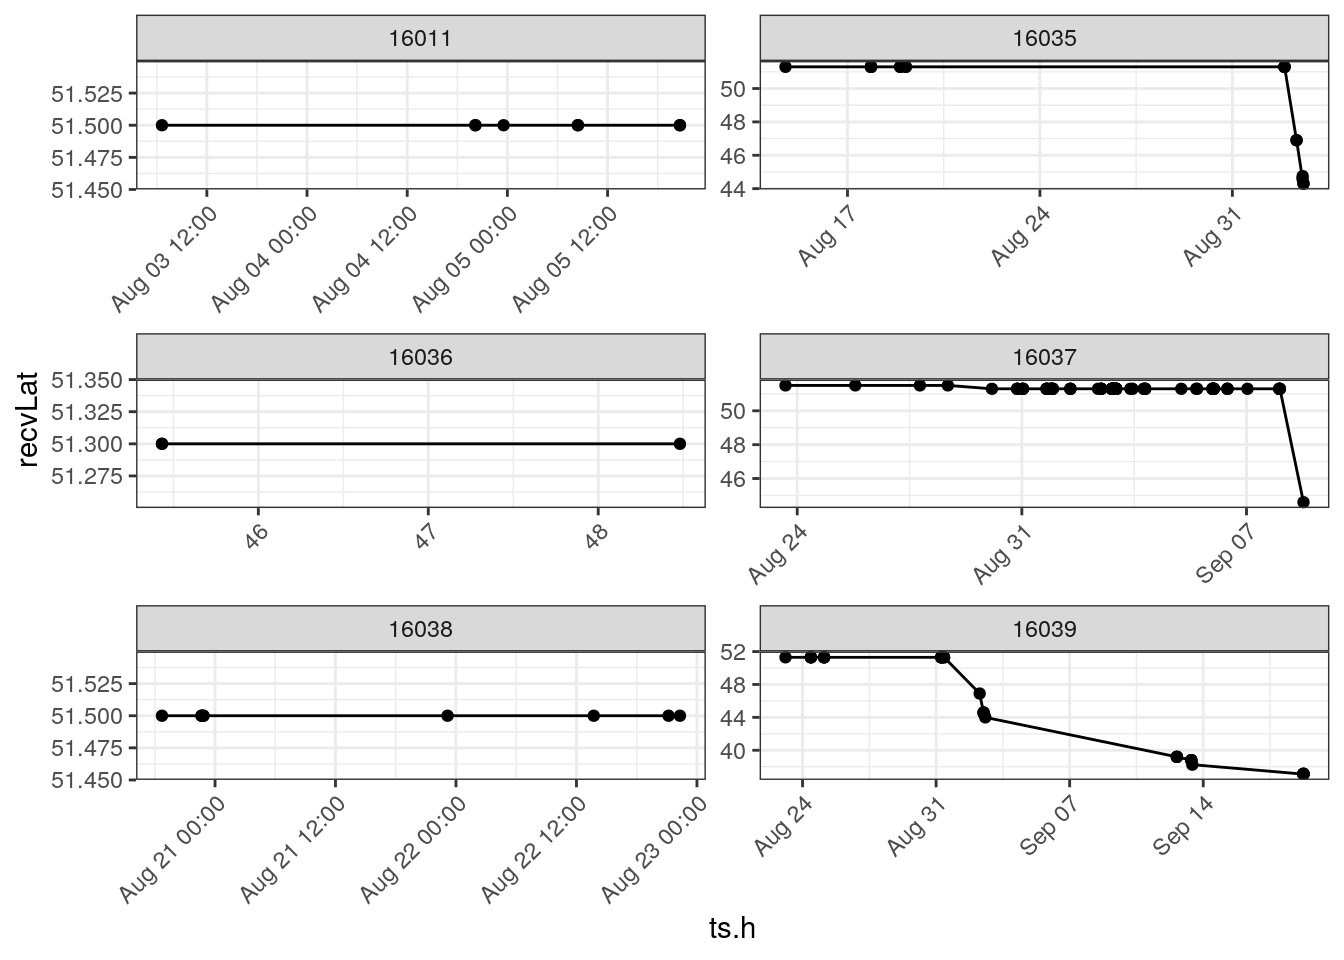 16011
51.525
51.500
51.475
51.450
Aug 03 12:00
Aug 04 00:00
Aug 04 12:00
Aug 05 00:00
Aug 05 12:00
16035
50
48
46
44
Aug 17
Aug 24
Aug 31
recvLat
16036
51.350
51.325
51.300
51.275
46
47
48
16037
50
48
46
Aug 24
Aug 31
Sep 07
16038
51.525
51.500
51.475
51.450
Aug 21 00:00
Aug 21 12:00
Aug 22 00:00
Aug 22 12:00
Aug 23 00:00
16039
52
48
44
40
Aug 24
Aug 31
Sep 07
Sep 14
ts.h